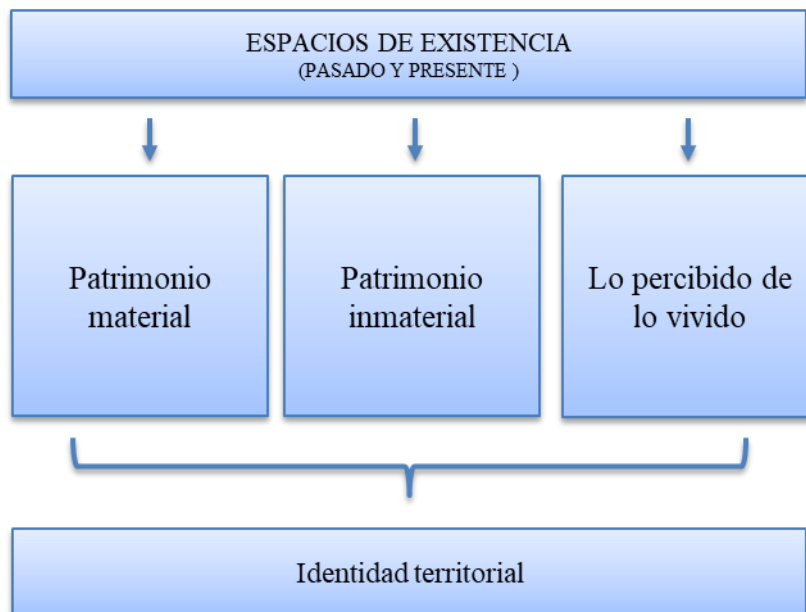 ESPACIOS DE EXISTENCIA
(PASADO Y PRESENTE )
Patrimonio
material
Patrimonio
inmaterial
Lo percibido de
lo vivido
Identidad territorial